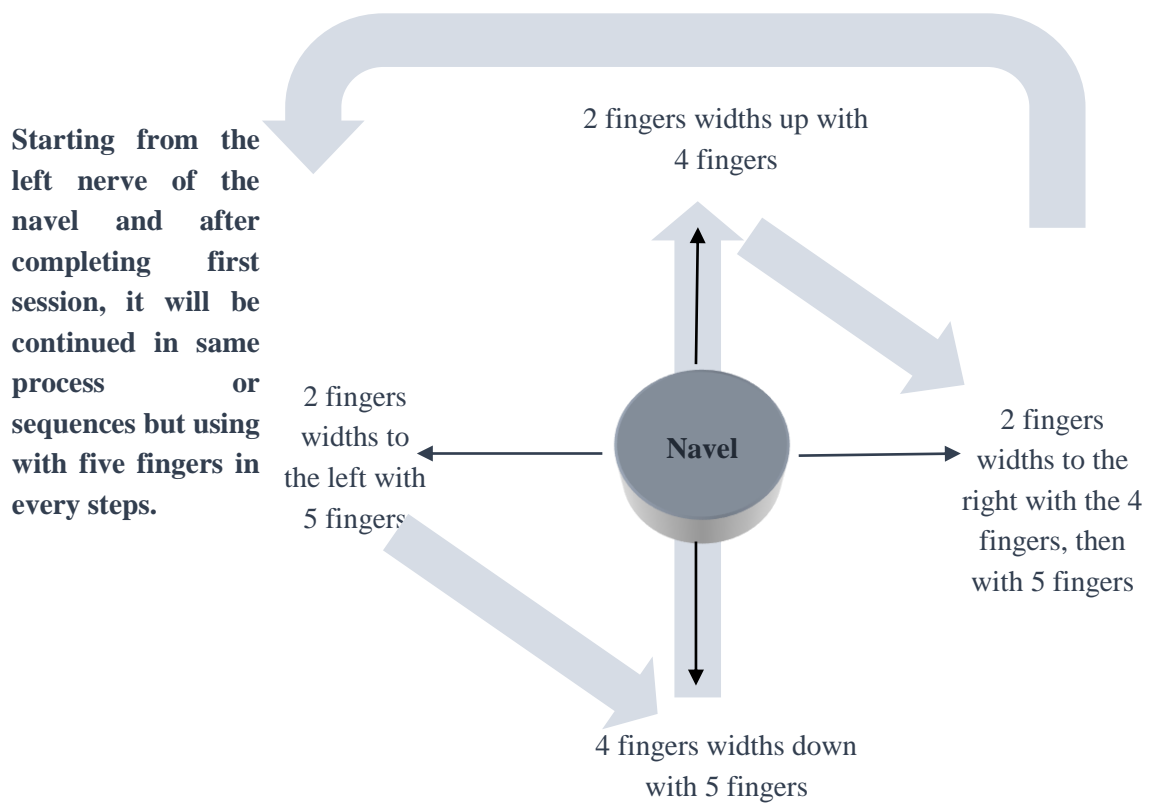 Starting from the
left nerve of the
navel and after
completing first
session, it will be
continued in same
process or
sequences but using
with five fingers in
every steps.
2 fingers widths up with
4 fingers
2 fingers
widths to
the left with
5 fingers
Navel
2 fingers
widths to the
right with the 4
fingers, then
with 5 fingers
4 fingers widths down
with 5 fingers